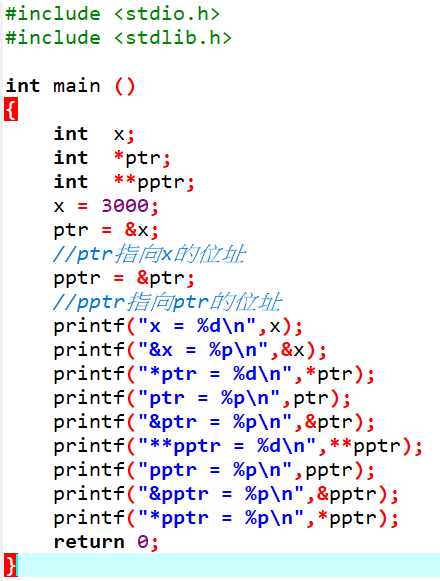 #include <stdio.h>
#include <stdlib.h>
int main ()
{
int  x;
int  *ptr;
int  **pptr;
x = 3000;
ptr = &x;
//ptr指向x的位址
pptr = &ptr;
//pptr指向ptr的位址
printf("x = %d\n",x);
printf("&x = %p\n",&x);
printf("*ptr = %d\n",*ptr);
printf("ptr = %p\n",ptr);
printf("&ptr = %p\n",&ptr);
printf("**pptr = %d\n",**pptr);
printf("pptr = %p\n",pptr);
printf("&pptr = %p\n",&pptr);
printf("*pptr = %p\n",*pptr);
return 0;
}